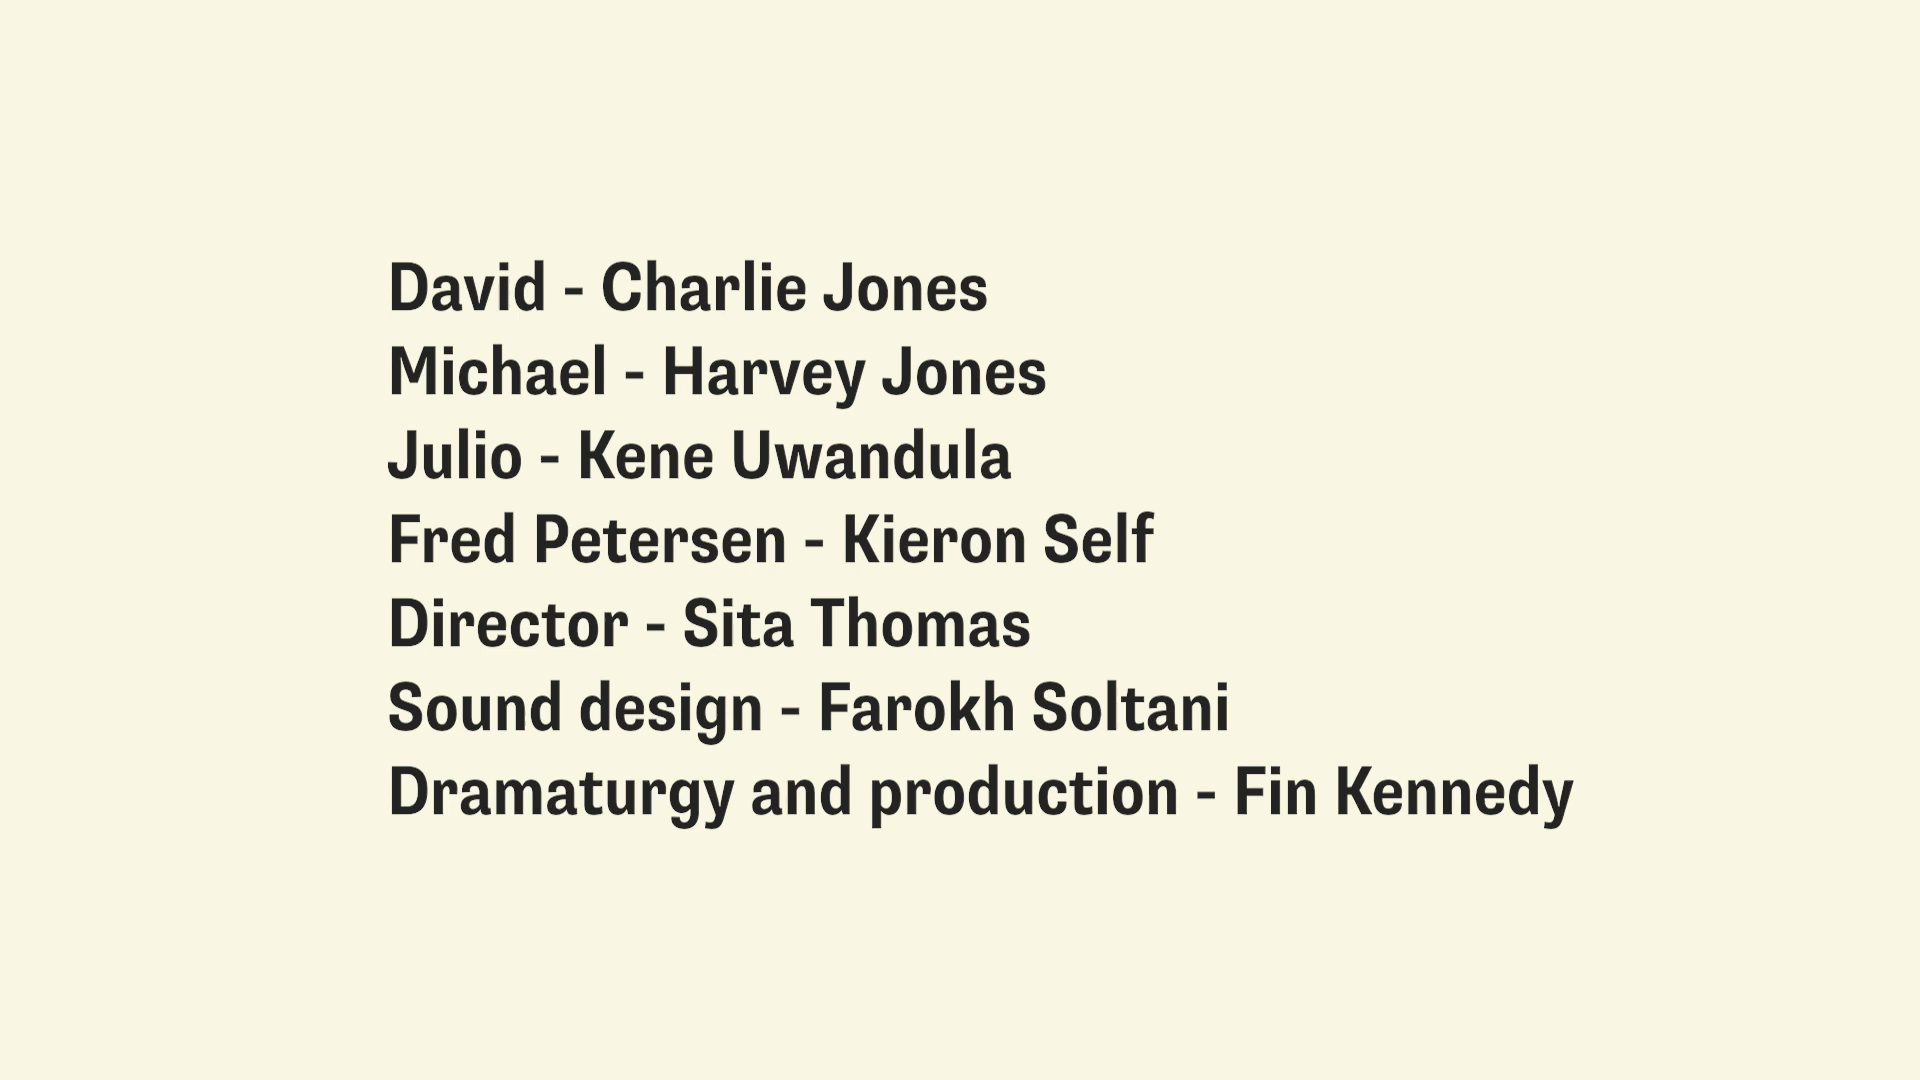 David - Charlie Jones
Michael - Harvey Jones
Julio - Kene Uwandula
Fred Petersen - Kieron Self
Director - Sita Thomas
Sound design - Farokh Soltani
Dramaturgy and production - Fin Kennedy